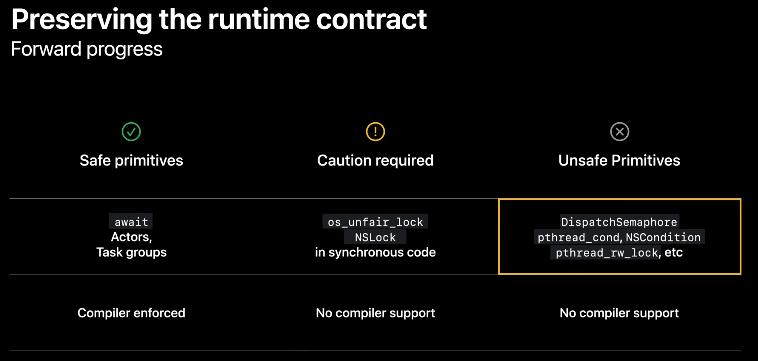 Preserving the runtime contract
Forward progress
Safe primitives
Caution required
Unsafe Primitives
await
Actors,
Task groups
os_unfair_lock
NSLock
in synchronous code
DispatchSemaphore
pthread_cond, NSCondition
pthread_rw_lock, etc
Compiler enforced
No compiler support
No compiler support